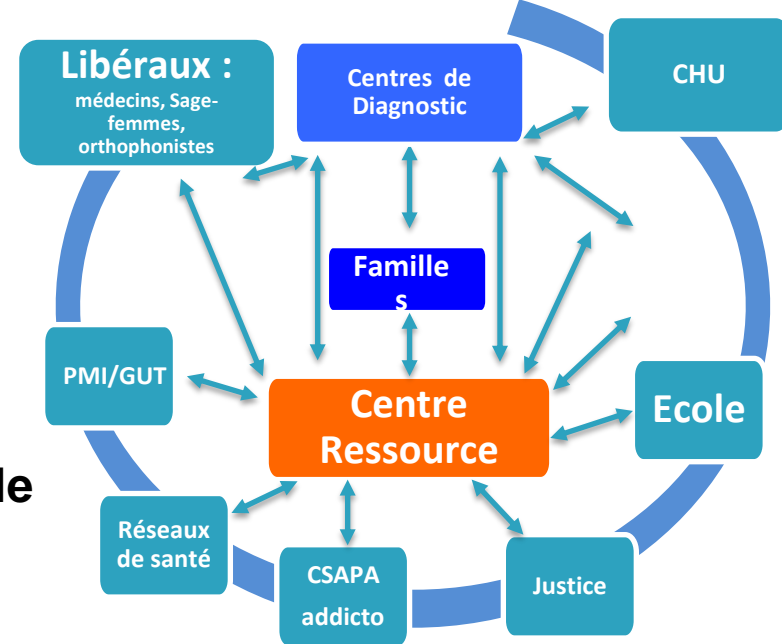 Libéraux :
médecins, Sage-
femmes,
orthophonistes
Centres de
Diagnostic
CHU
Famille
s
PMI/GUT
Centre
Ressource
Ecole
Réseaux
de santé
CSAPA
addicto
Justice